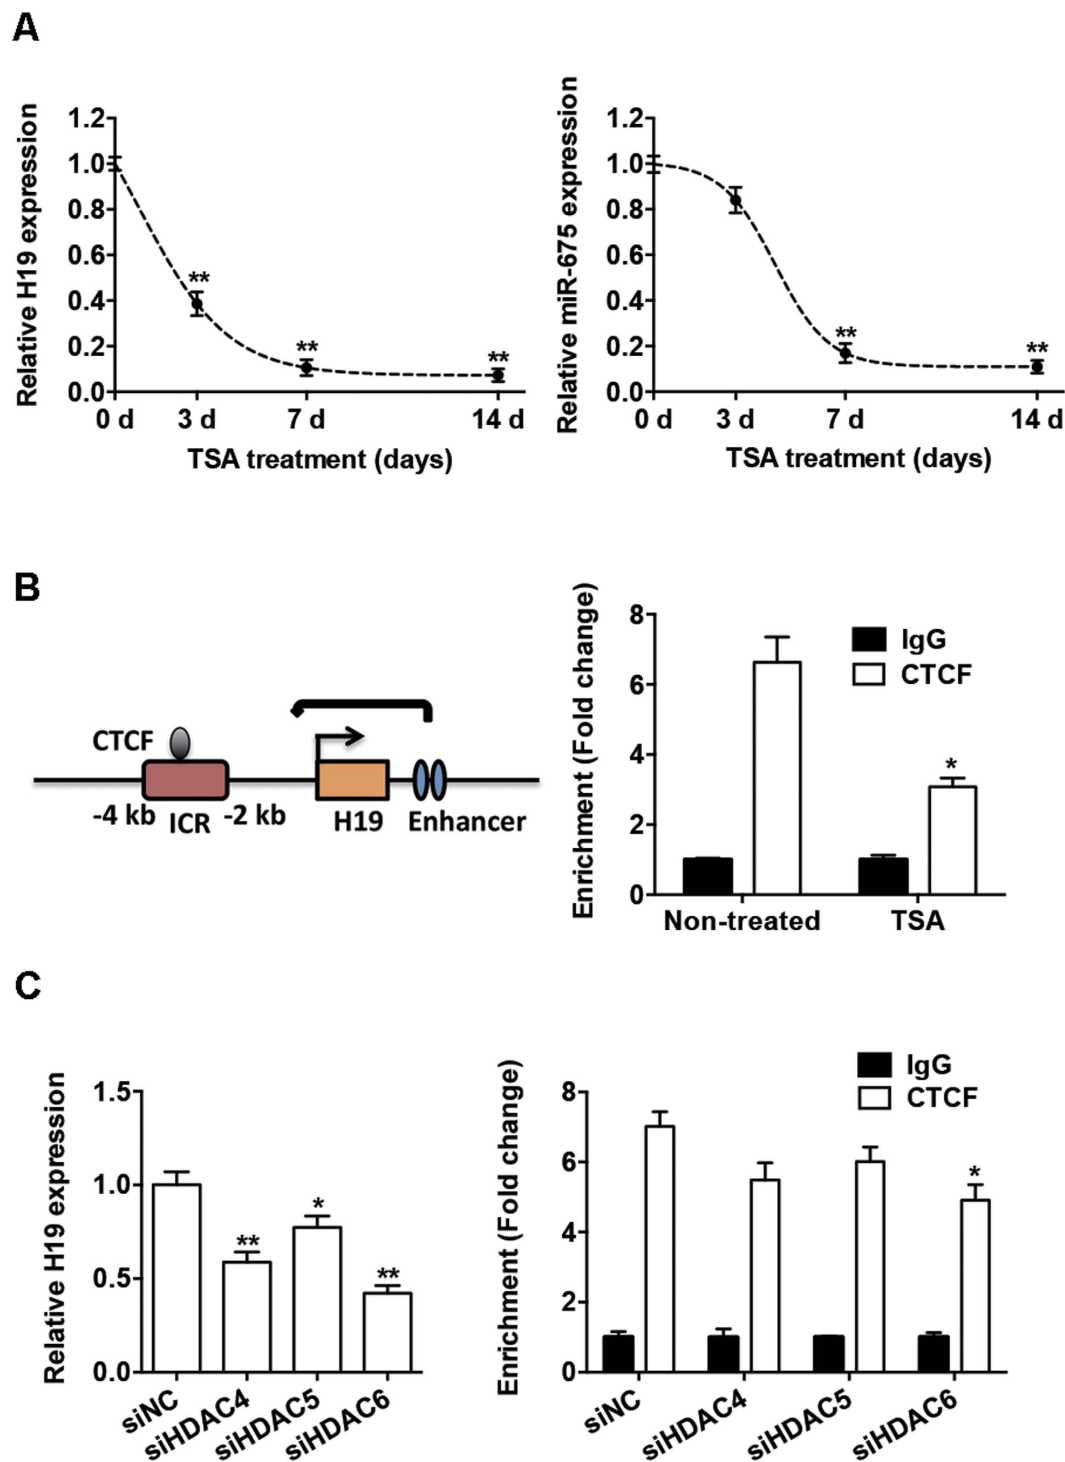 A
Relative H19 expression
1.2
1.0
0.8
0.6
0.4
0.2
0.0
0 d 3 d 7 d 14 d
** ** **
TSA treatment (days)
Relative miR-675 expression
1.2
1.0
0.8
0.6
0.4
0.2
0.0
0 d 3 d 7 d 14 d
** **
TSA treatment (days)
B
CTCF
-4 kb ICR -2 kb H19 Enhancer
Enrichment (Fold change)
8
6
4
2
0
IgG
CTCF
*
Non-treated TSA
C
Relative H19 expression
1.5
1.0
0.5
0.0
** * **
siNC siHDAC4 siHDAC5 siHDAC6
Enrichment (Fold change)
8
6
4
2
0
IgG
CTCF
*
siNC siHDAC4 siHDAC5 siHDAC6